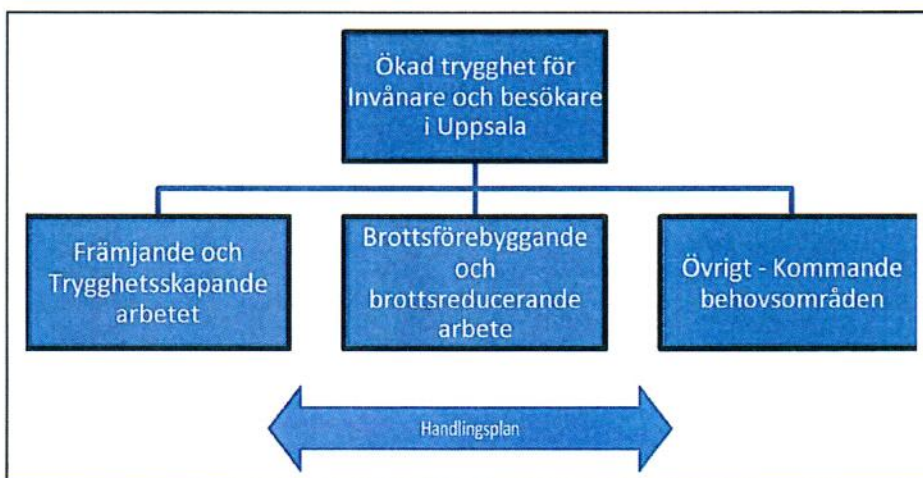 Ökad trygghet för
Invånare och besökare
i Uppsala
Främjande och
Trygghetsskapande
arbetet
Brottsförebyggande
och
brottsreducerande
arbete
Övrigt - Kommande
behovsområden
Handlingsplan